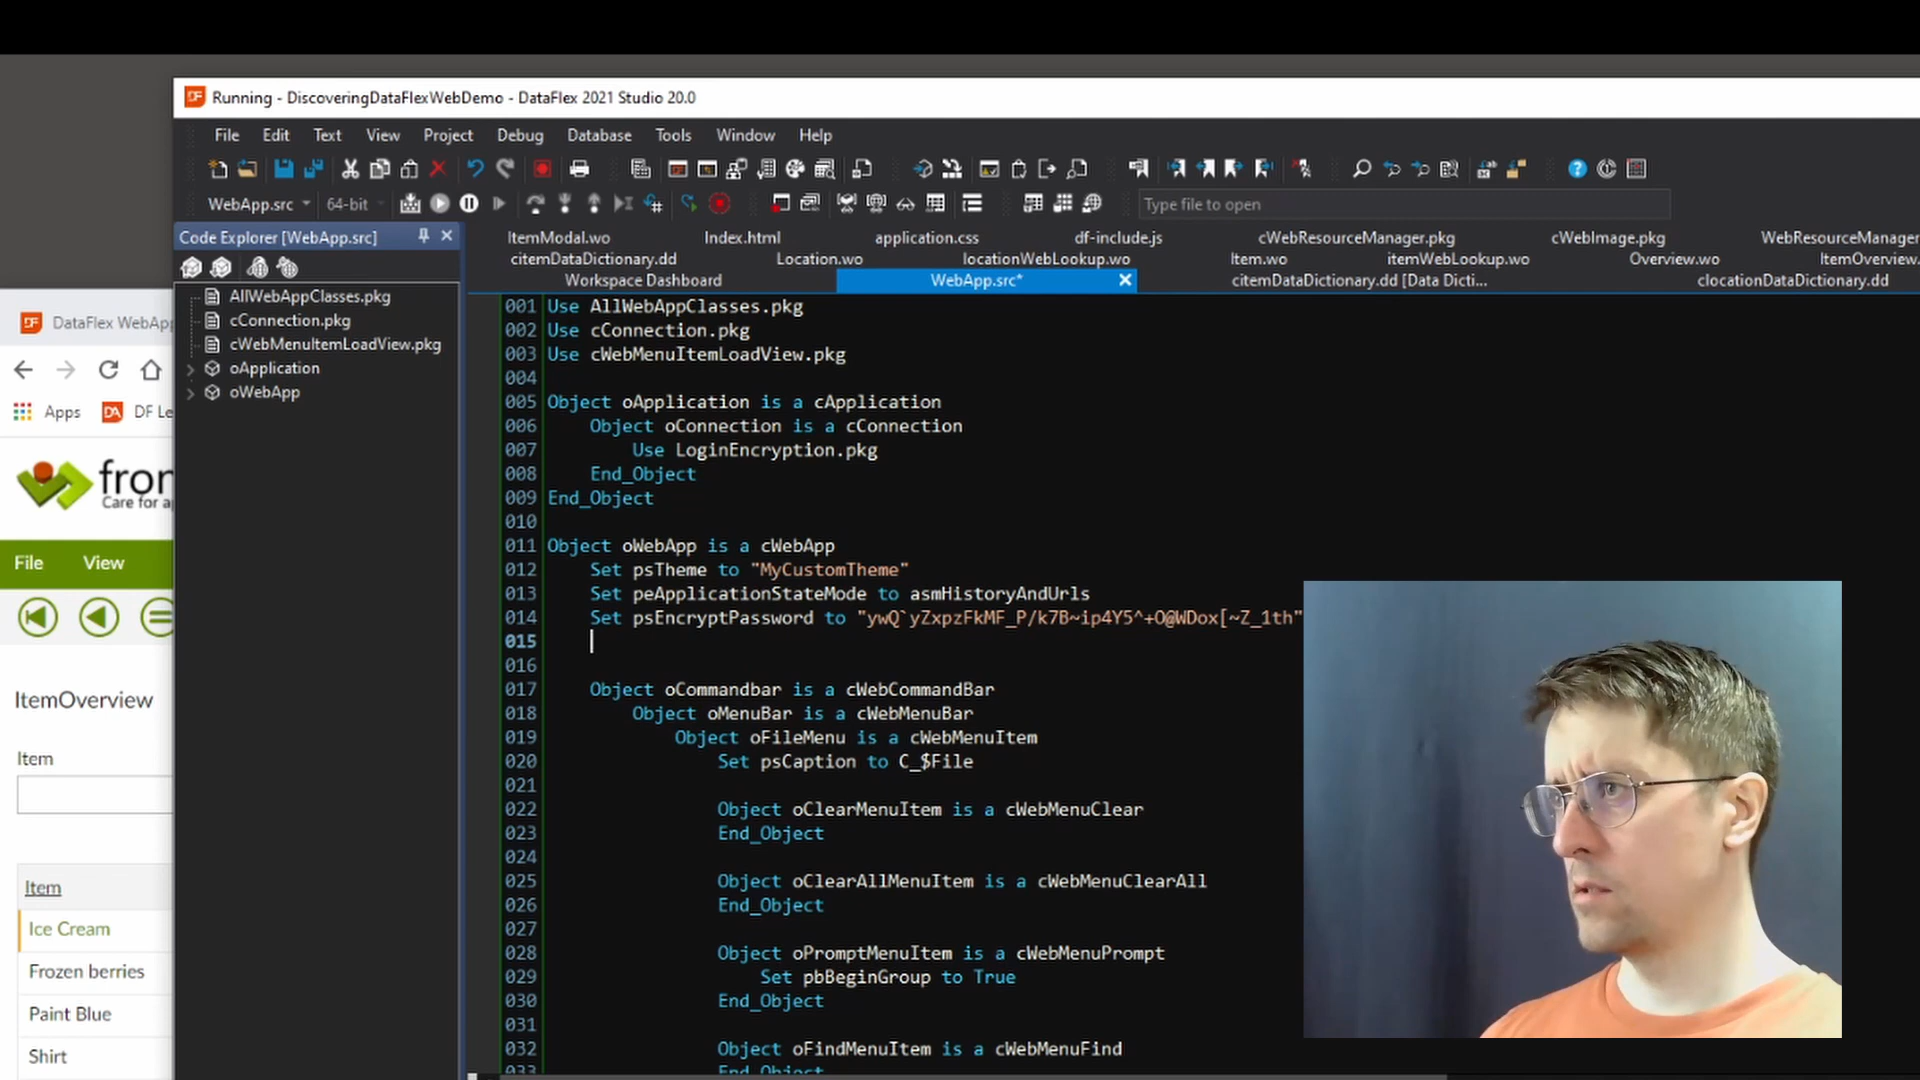 Running - DiscoveringDataFlexWebDemo - DataFlex 2021 Studio 20.0
File Edit Text View Project Debug Database Tools Window Help
WebApp.src 64-bit Type file to open
Code Explorer [WebApp.src]
AllWebAppClasses.pkg
cConnection.pkg
cWebMenuItemLoadView.pkg
oApplication
oWebApp
ItemModal.wo Index.html application.css df-include.js cWebResourceManager.pkg cWebImage.pkg WebResourceManager
citemDataDictionary.dd Location.wo locationWebLookup.wo Item.wo itemWebLookup.wo Overview.wo ItemOverview.
Workspace Dashboard WebApp.src* citemDataDictionary.dd [Data Dicti... clocationDataDictionary.dd
001 Use AllWebAppClasses.pkg
002 Use cConnection.pkg
003 Use cWebMenuItemLoadView.pkg
004
005 Object oApplication is a cApplication
006 Object oConnection is a cConnection
007 Use LoginEncryption.pkg
008 End_Object
009 End_Object
010
011 Object oWebApp is a cWebApp
012 Set psTheme to "MyCustomTheme"
013 Set peApplicationStateMode to asmHistoryAndUrls
014 Set psEncryptPassword to "ywQ`yZxpzFkMF_P/k7B~ip4Y5^+O@WDox[~Z_1th"
015
016
017 Object oCommandbar is a cWebCommandBar
018 Object oMenuBar is a cWebMenuBar
019 Object oFileMenu is a cWebMenuItem
020 Set psCaption to C_$File
021
022 Object oClearMenuItem is a cWebMenuClear
023 End_Object
024
025 Object oClearAllMenuItem is a cWebMenuClearAll
026 End_Object
027
028 Object oPromptMenuItem is a cWebMenuPrompt
029 Set pbBeginGroup to True
030 End_Object
031
032 Object oFindMenuItem is a cWebMenuFind
033 End_Object
DataFlex WebApp
Apps DF Le
fron
Care for a
File View
ItemOverview
Item
Item
Ice Cream
Frozen berries
Paint Blue
Shirt